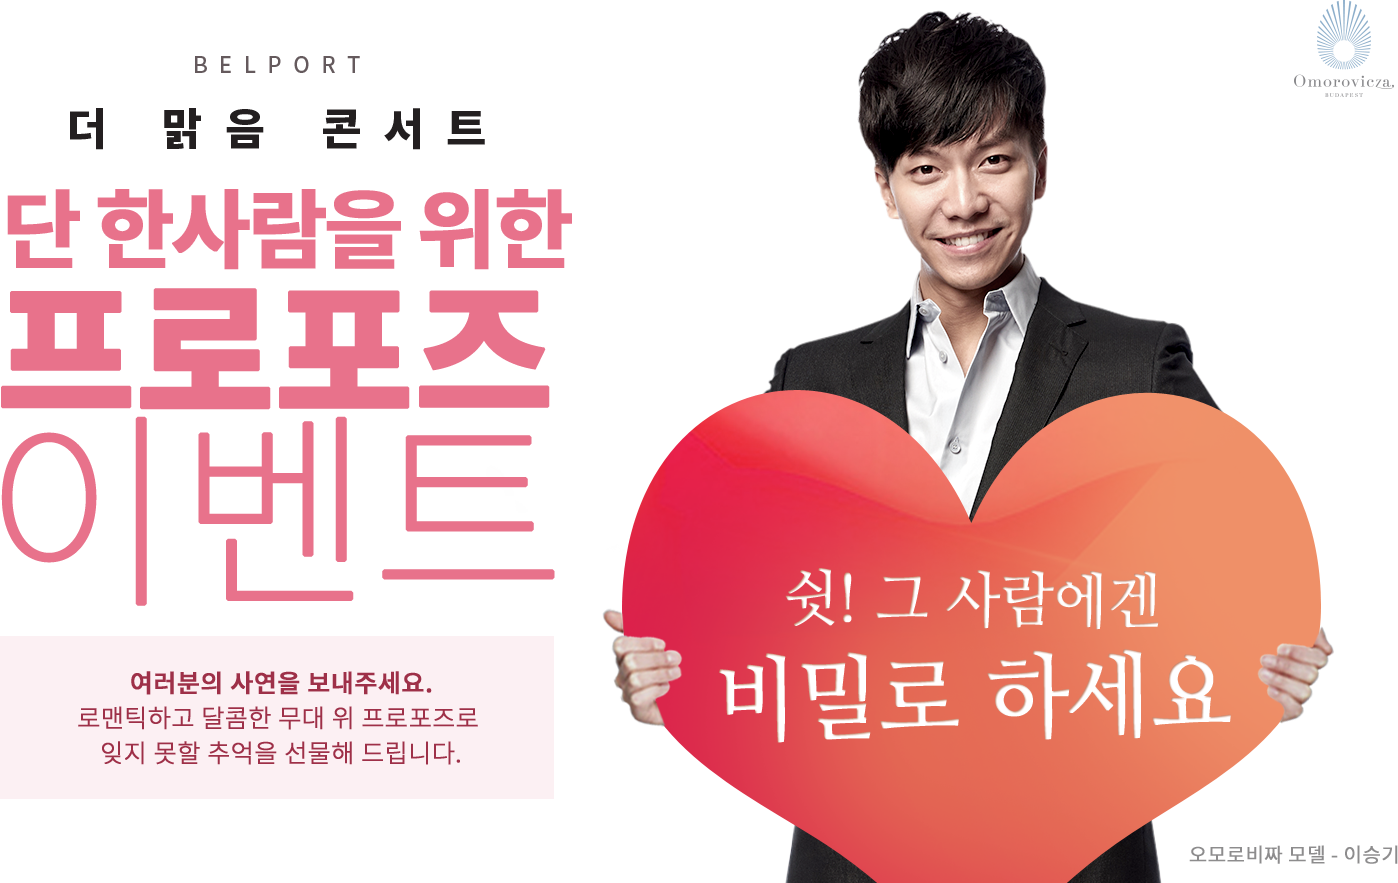 BELPORT
더 맑음 콘서트
단 한사람을 위한
프로포즈
이벤트
여러분의 사연을 보내주세요.
로맨틱하고 달콤한 무대 위 프로포즈로
잊지 못할 추억을 선물해 드립니다.
Omorovicza.
BUDAPEST
쉿! 그 사람에겐
비밀로 하세요
오모로비짜 모델 - 이승기